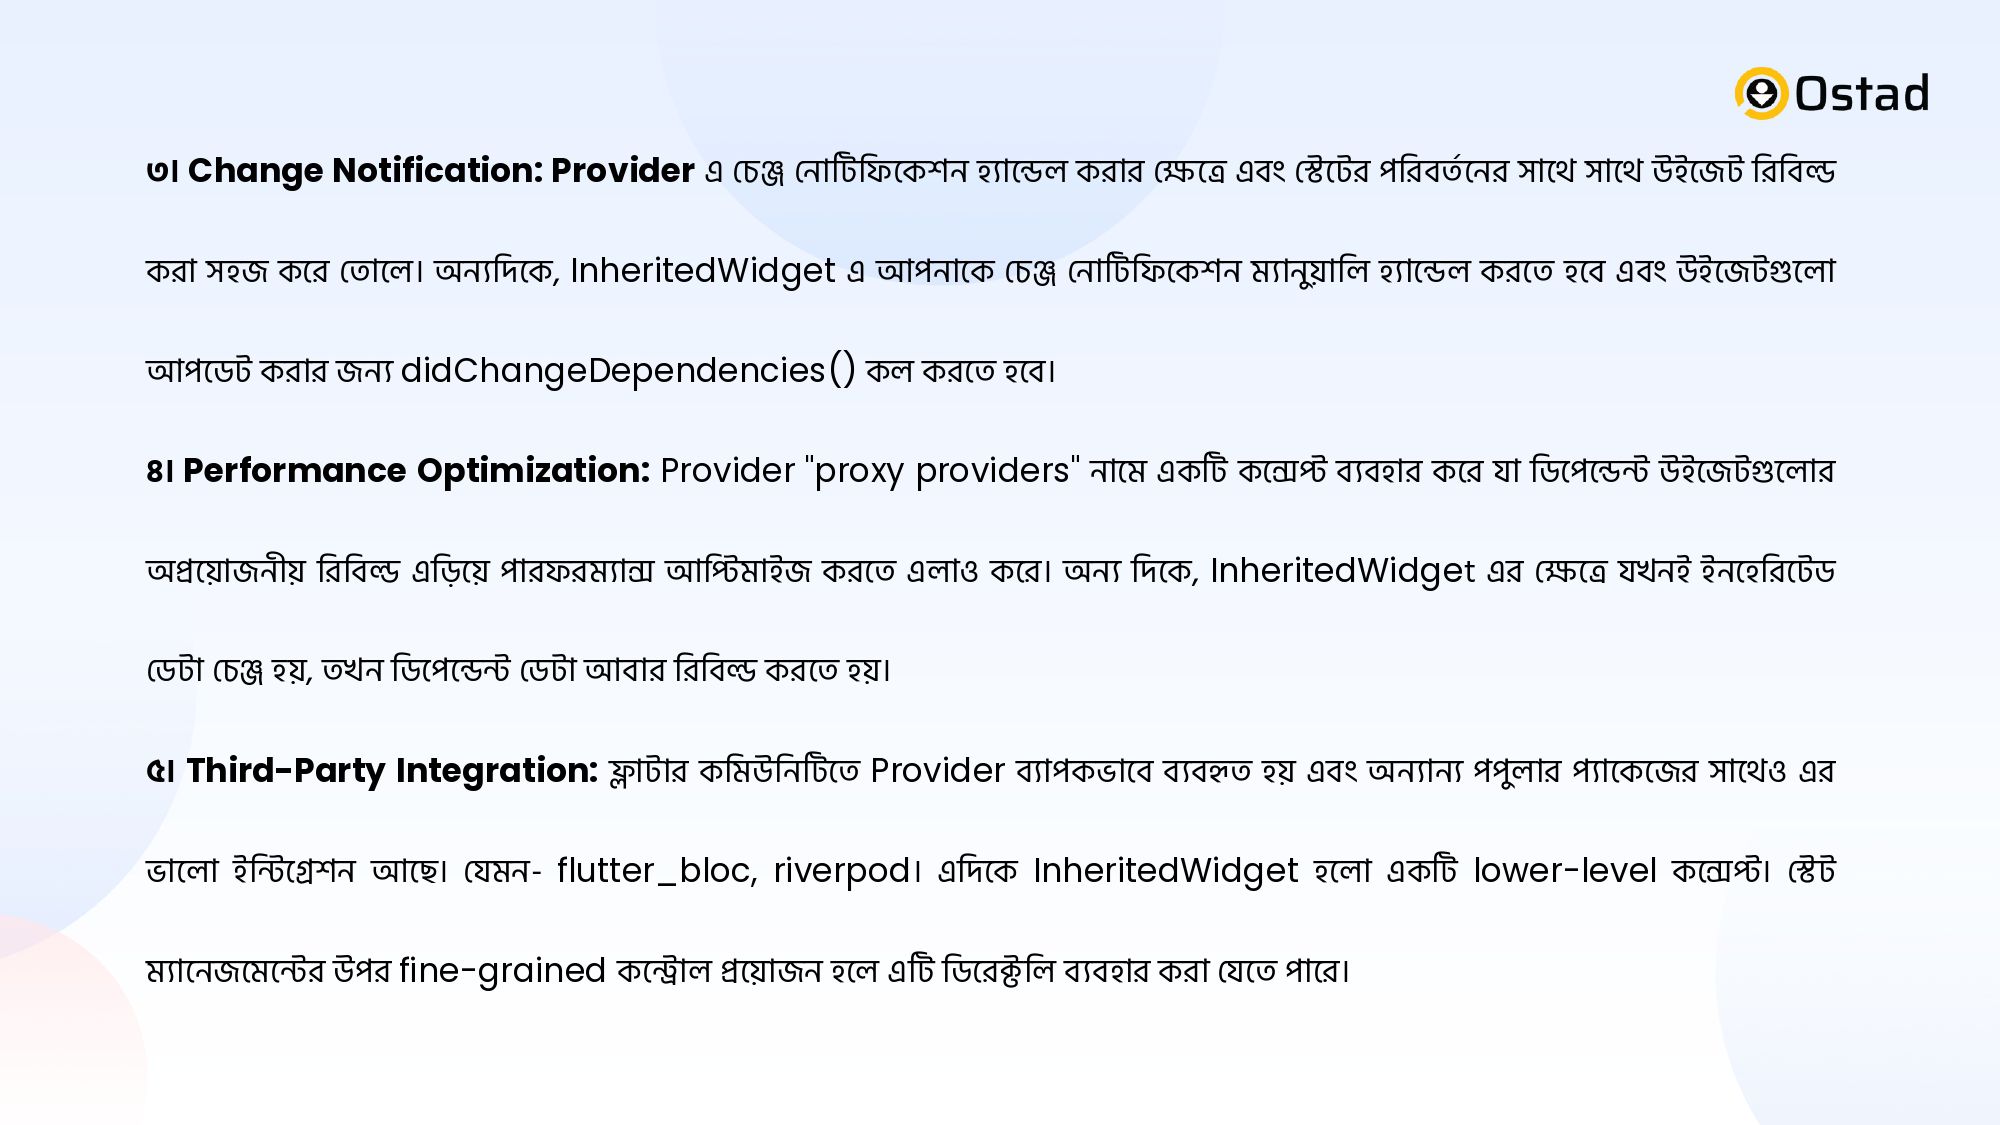 Ostad
৩। Change Notification: Provider এ চেঞ্জ নোটিফিকেশন হ্যান্ডেল করার ক্ষেত্রে এবং স্টেটের পরিবর্তনের সাথে সাথে উইজেট রিবিল্ড
করা সহজ করে তোলে। অন্যদিকে, InheritedWidget এ আপনাকে চেঞ্জ নোটিফিকেশন ম্যানুয়ালি হ্যান্ডেল করতে হবে এবং উইজেটগুলো
আপডেট করার জন্য didChangeDependencies() কল করতে হবে।
৪। Performance Optimization: Provider "proxy providers" নামে একটি কন্সেপ্ট ব্যবহার করে যা ডিপেন্ডেন্ট উইজেটগুলোর
অপ্রয়োজনীয় রিবিল্ড এড়িয়ে পারফরম্যান্স আপ্টিমাইজ করতে এলাও করে। অন্য দিকে, InheritedWidget এর ক্ষেত্রে যখনই ইনহেরিটেড
ডেটা চেঞ্জ হয়, তখন ডিপেন্ডেন্ট ডেটা আবার রিবিল্ড করতে হয়।
৫। Third-Party Integration: ফ্লাটার কমিউনিটিতে Provider ব্যাপকভাবে ব্যবহৃত হয় এবং অন্যান্য পপুলার প্যাকেজের সাথেও এর
ভালো ইন্টিগ্রেশন আছে। যেমন- flutter_bloc, riverpod। এদিকে InheritedWidget হলো একটি lower-level কন্সেপ্ট। স্টেট
ম্যানেজমেন্টের উপর fine-grained কন্ট্রোল প্রয়োজন হলে এটি ডিরেক্টলি ব্যবহার করা যেতে পারে।